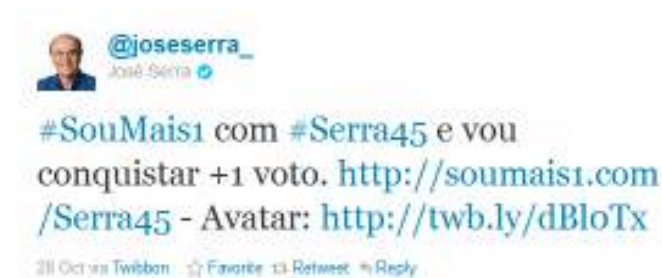 @joseserra_
José Serra
#SouMais1 com #Serra45 e vou
conquistar +1 voto. http://soumais1.com
/Serra45 - Avatar: http://twb.ly/dBloTx
28 Oct via Twibbon Favorite Retweet Reply